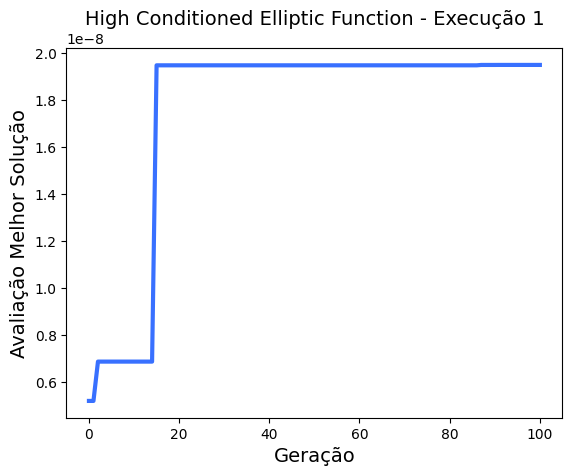 High Conditioned Elliptic Function - Execução 1
1e−8
2.0
1.8
1.6
1.4
1.2
1.0
0.8
0.6
Avaliação Melhor Solução
0 20 40 60 80 100
Geração